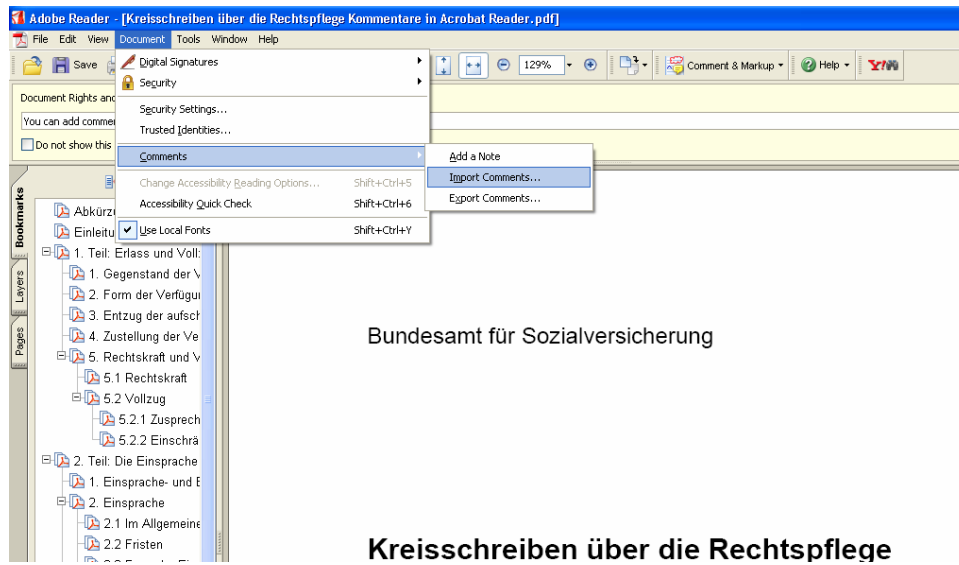 Adobe Reader - [Kreisschreiben über die Rechtspflege Kommentare in Acrobat Reader.pdf]
File Edit View Document Tools Window Help
Save 129% Comment & Markup Help Y!
Digital Signatures
Security
Security Settings...
Trusted Identities...
Comments
Change Accessibility Reading Options... Shift+Ctrl+5
Accessibility Quick Check Shift+Ctrl+6
Use Local Fonts Shift+Ctrl+Y
Add a Note
Import Comments...
Export Comments...
Document Rights and
You can add comme
Do not show this
Bookmarks
Layers
Pages
Abkürz
Einleitu
1. Teil: Erlass und Voll:
1. Gegenstand der V
2. Form der Verfügu
3. Entzug der aufsch
4. Zustellung der Ve
5. Rechtskraft und V
5.1 Rechtskraft
5.2 Vollzug
5.2.1 Zusprech
5.2.2 Einschrä
2. Teil: Die Einsprache
1. Einsprache- und E
2. Einsprache
2.1 Im Allgemeine
2.2 Fristen
Bundesamt für Sozialversicherung
Kreisschreiben über die Rechtspflege